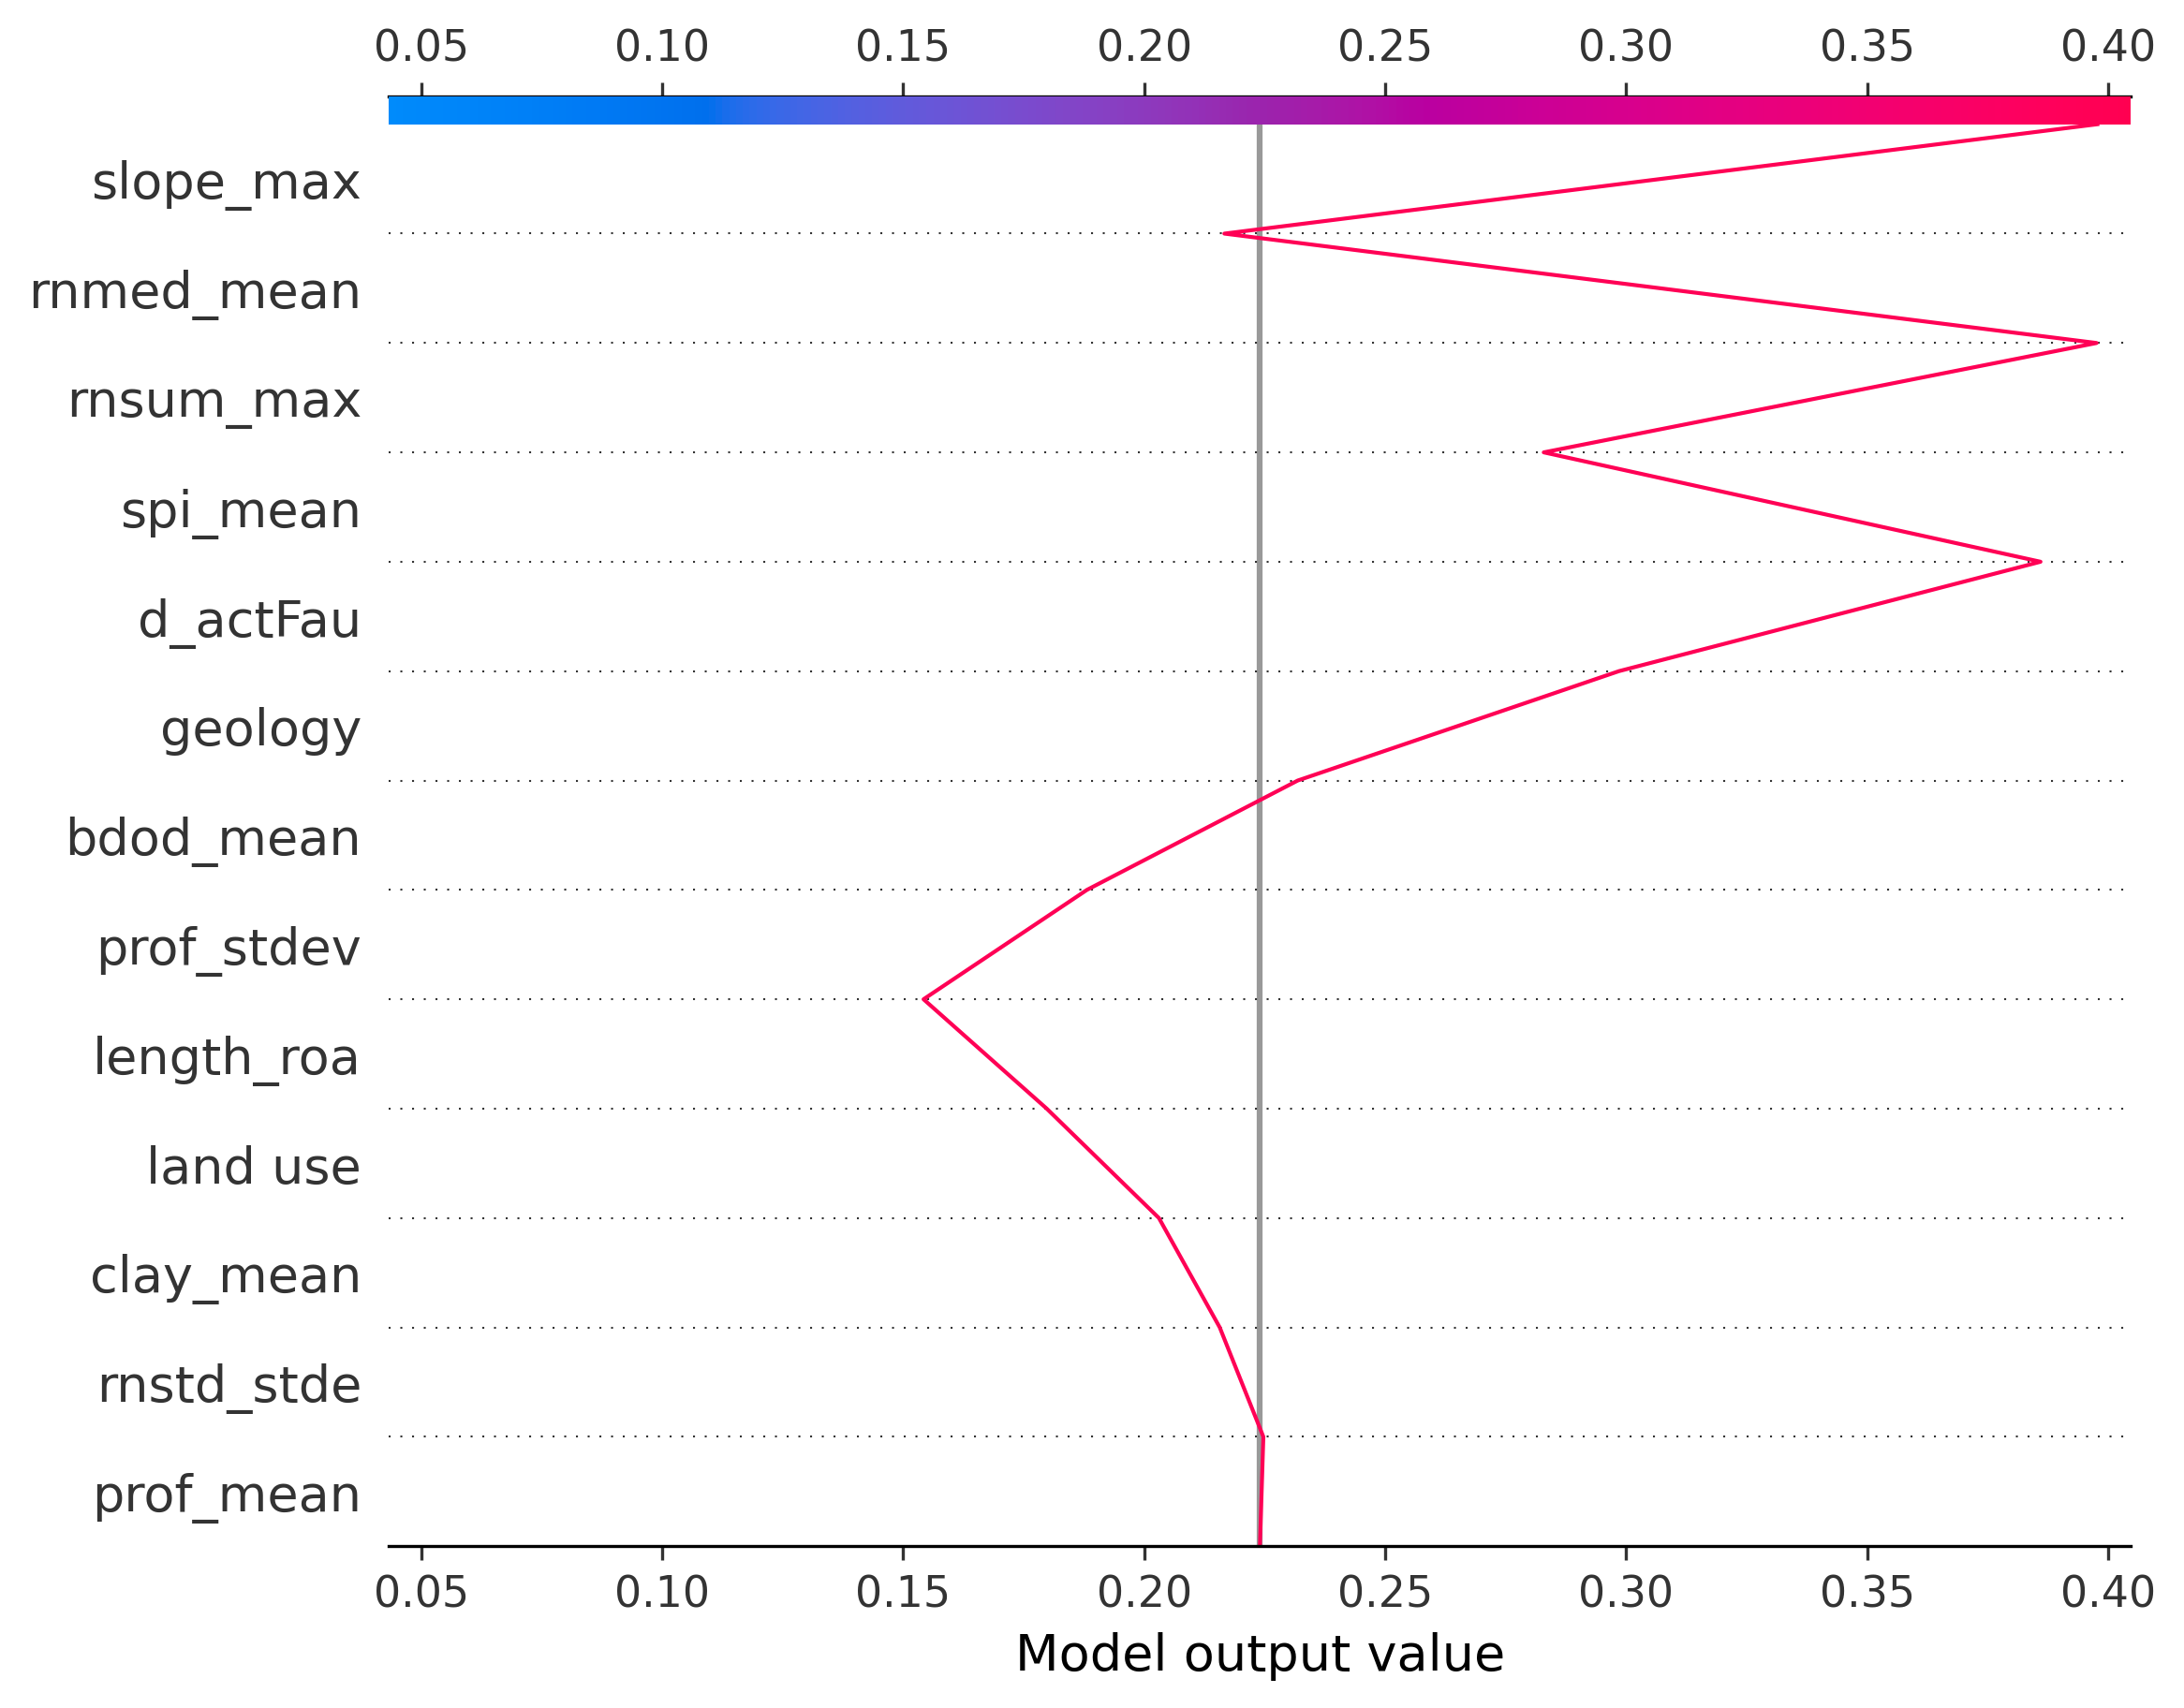 0.05 0.10 0.15 0.20 0.25 0.30 0.35 0.40
slope_max
rnmed_mean
rnsum_max
spi_mean
d_actFau
geology
bdod_mean
prof_stdev
length_roa
land use
clay_mean
rnstd_stde
prof_mean
0.05 0.10 0.15 0.20 0.25 0.30 0.35 0.40
Model output value